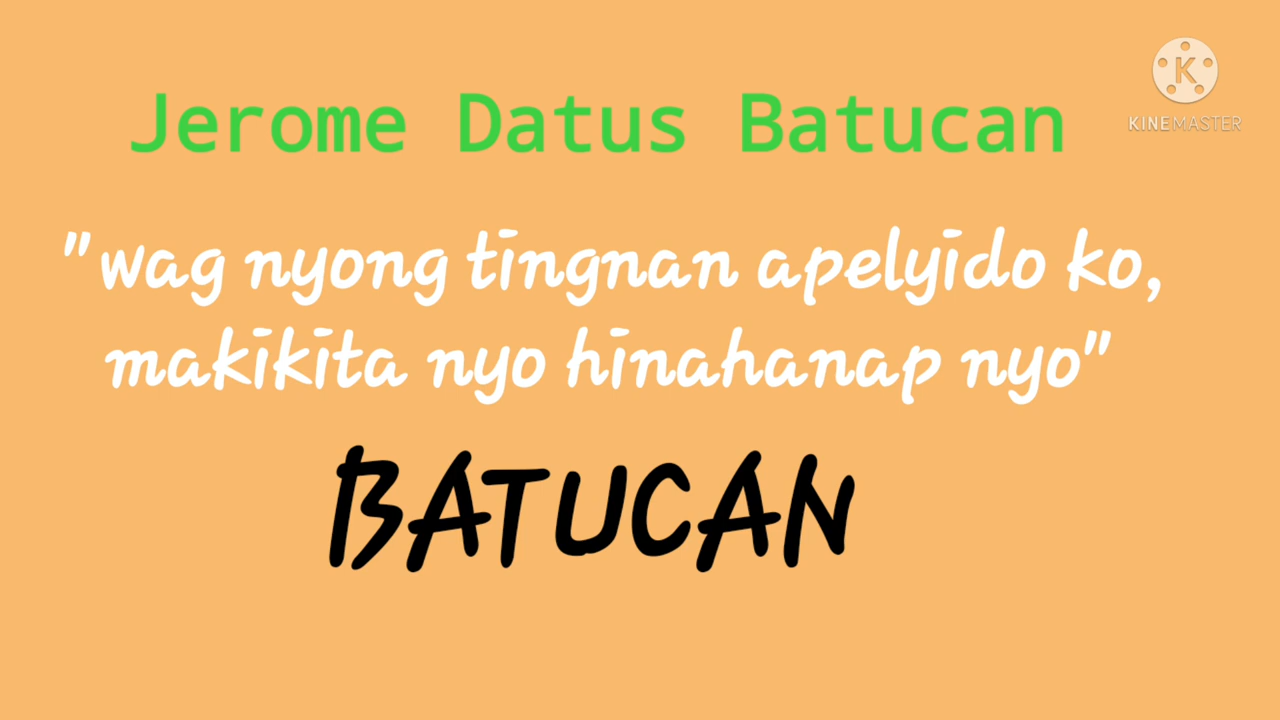 Jerome Datus Batucan
KINEMASTER
"wag nyong tingnan apelyido ko,
makikita nyo hinahanap nyo"
BATUCAN